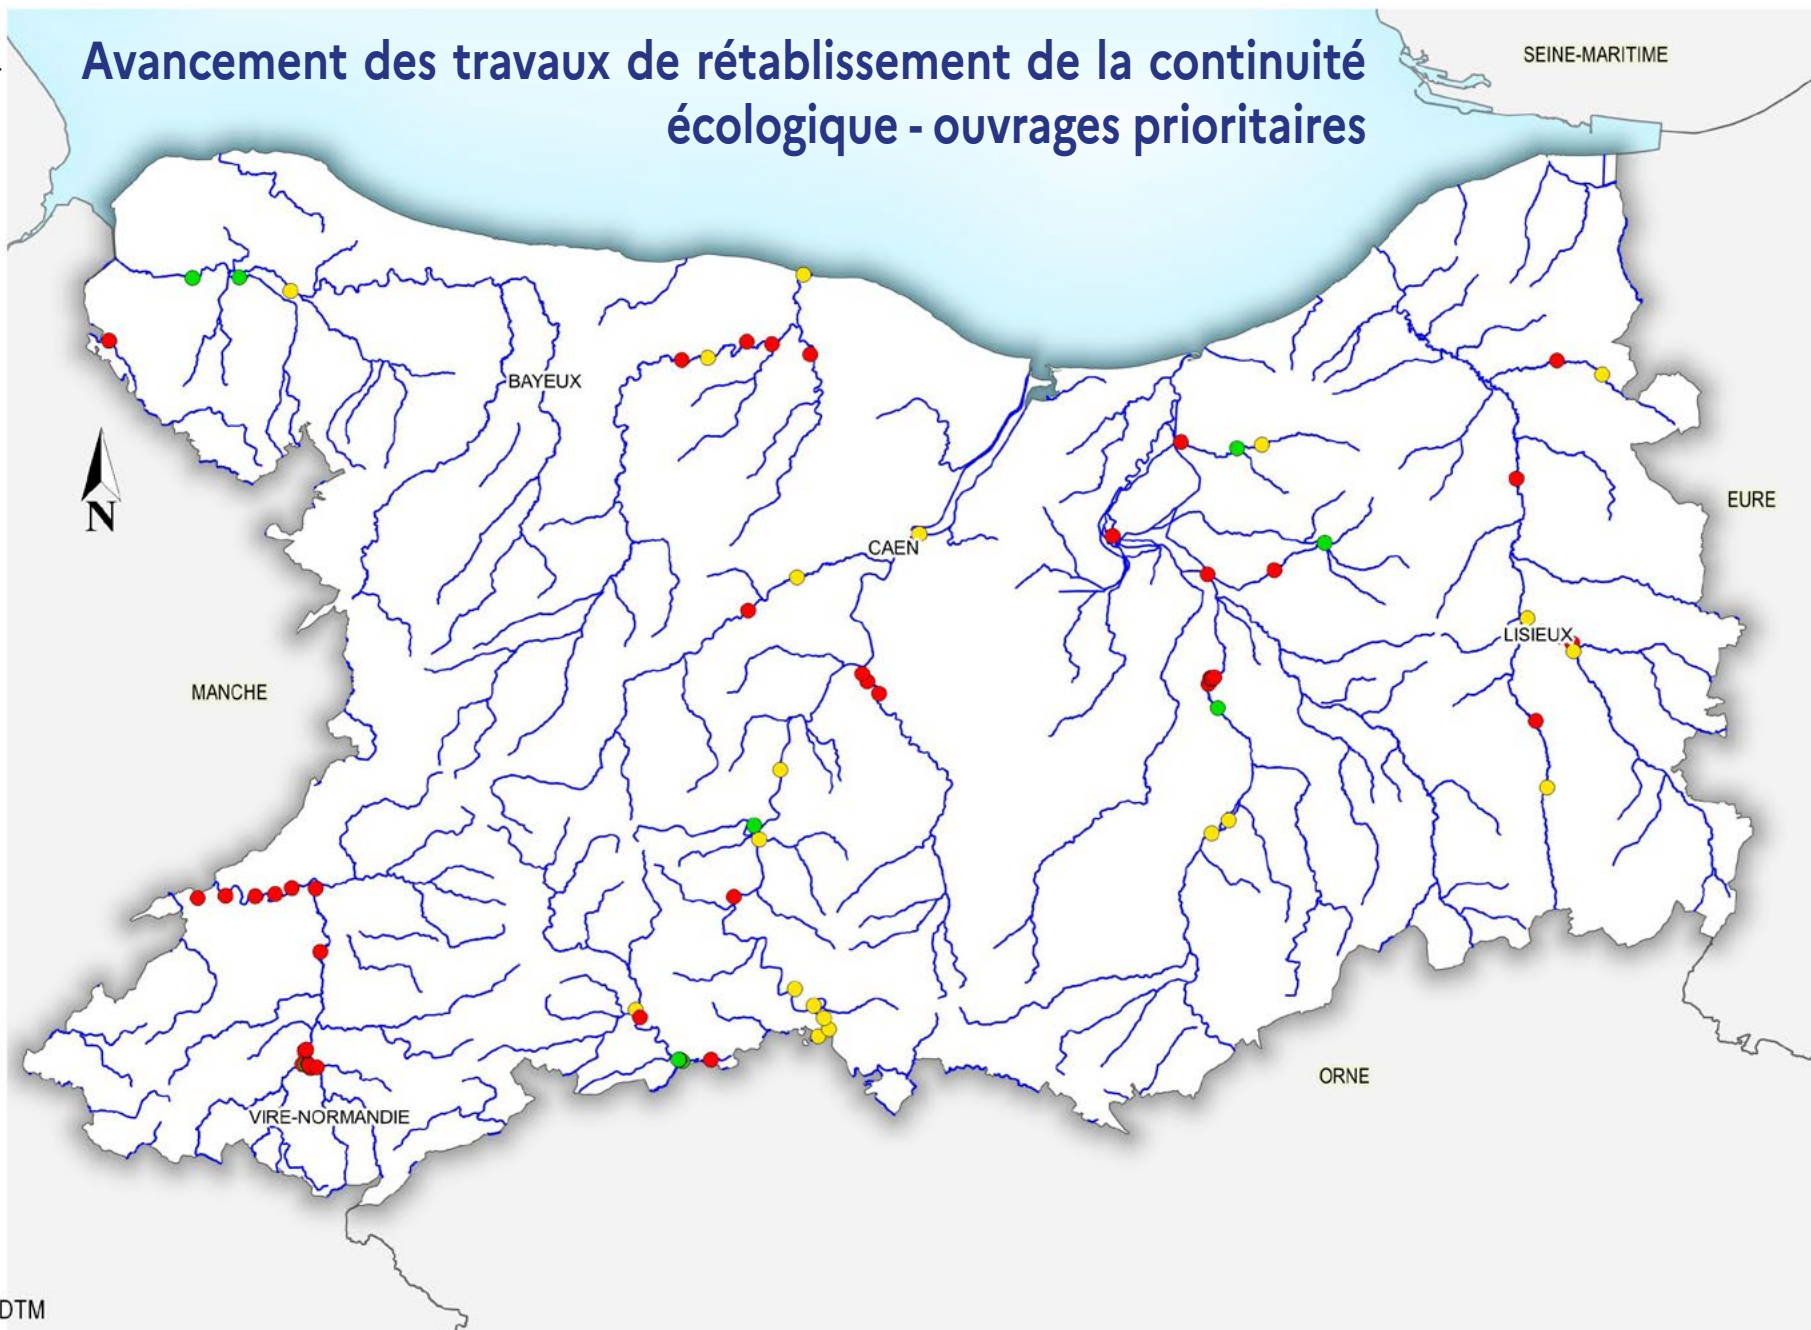 Avancement des travaux de rétablissement de la continuité
écologique - ouvrages prioritaires
SEINE-MARITIME
BAYEUX
N
EURE
CAEN
LISIEUX
MANCHE
ORNE
VIRE-NORMANDIE
DTM